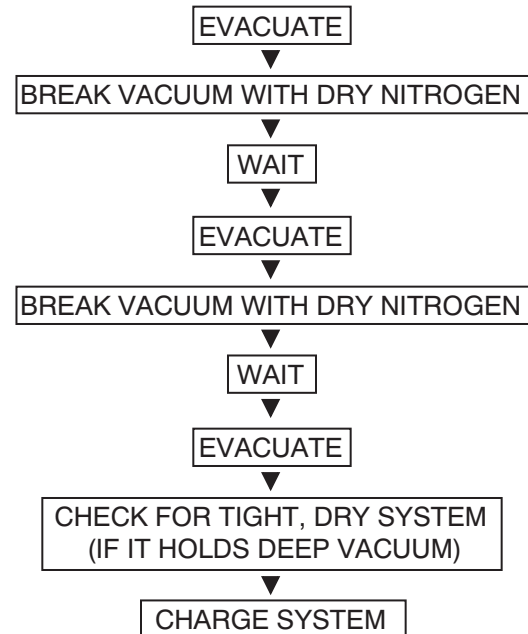 EVACUATE
BREAK VACUUM WITH DRY NITROGEN
WAIT
EVACUATE
BREAK VACUUM WITH DRY NITROGEN
WAIT
EVACUATE
CHECK FOR TIGHT, DRY SYSTEM
(IF IT HOLDS DEEP VACUUM)
CHARGE SYSTEM